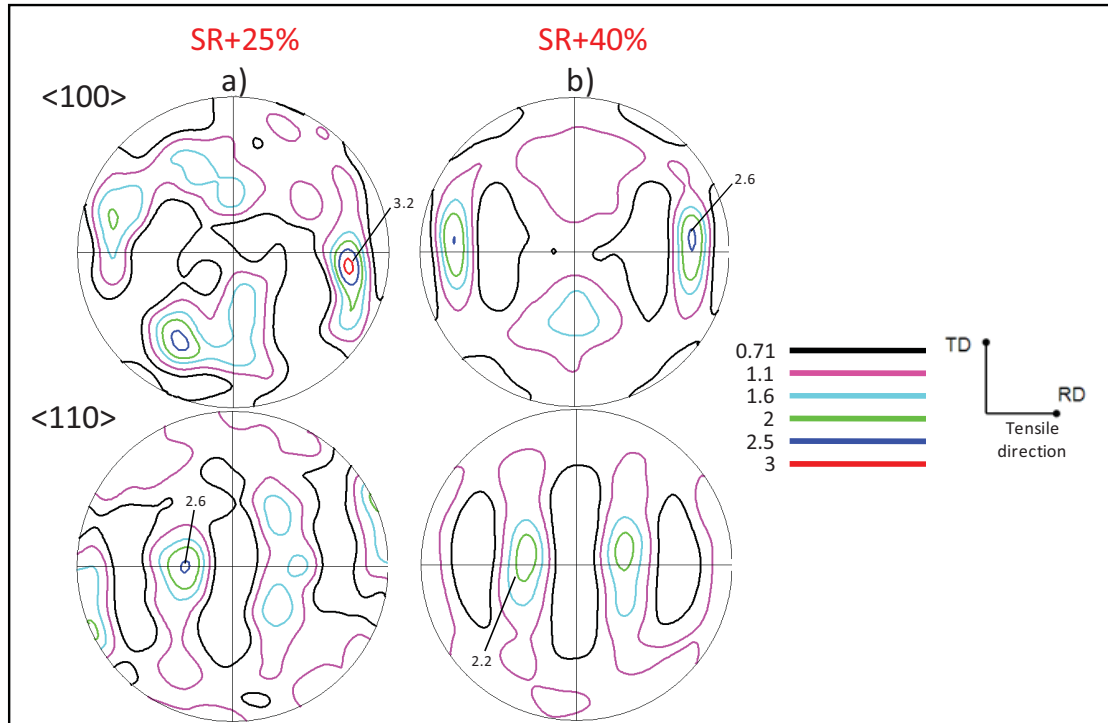 SR+25%
SR+40%
a)
b)
<100>
3.2
2.6
0.71
1.1
1.6
2
2.5
3
TD
RD
Tensile
direction
<110>
2.6
2.2